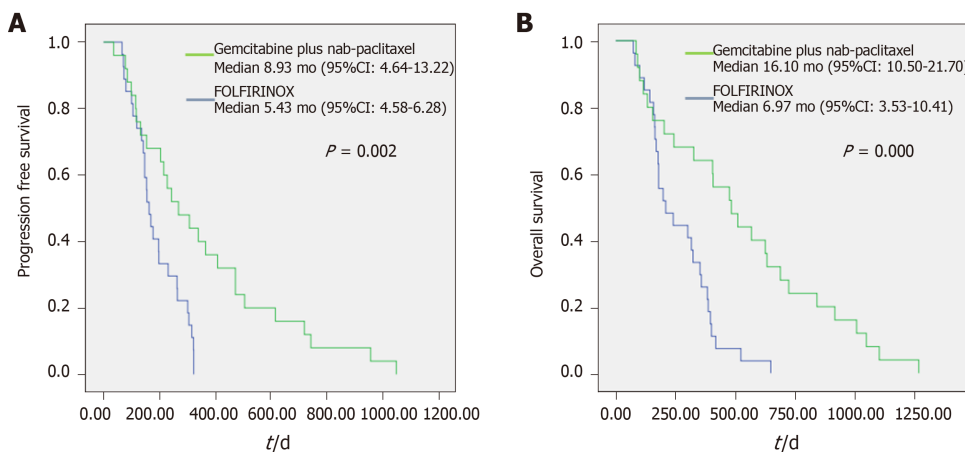 A
Progression free survival
1.0
0.8
0.6
0.4
0.2
0.0
Gemcitabine plus nab-paclitaxel
Median 8.93 mo (95%CI: 4.64-13.22)
FOLFIRINOX
Median 5.43 mo (95%CI: 4.58-6.28)
P = 0.002
0.00 200.00 400.00 600.00 800.00 1000.00 1200.00
t/d
B
Overall survival
1.0
0.8
0.6
0.4
0.2
0.0
Gemcitabine plus nab-paclitaxel
Median 16.10 mo (95%CI: 10.50-21.70)
FOLFIRINOX
Median 6.97 mo (95%CI: 3.53-10.41)
P = 0.000
0.00 250.00 500.00 750.00 1000.00 1250.00
t/d